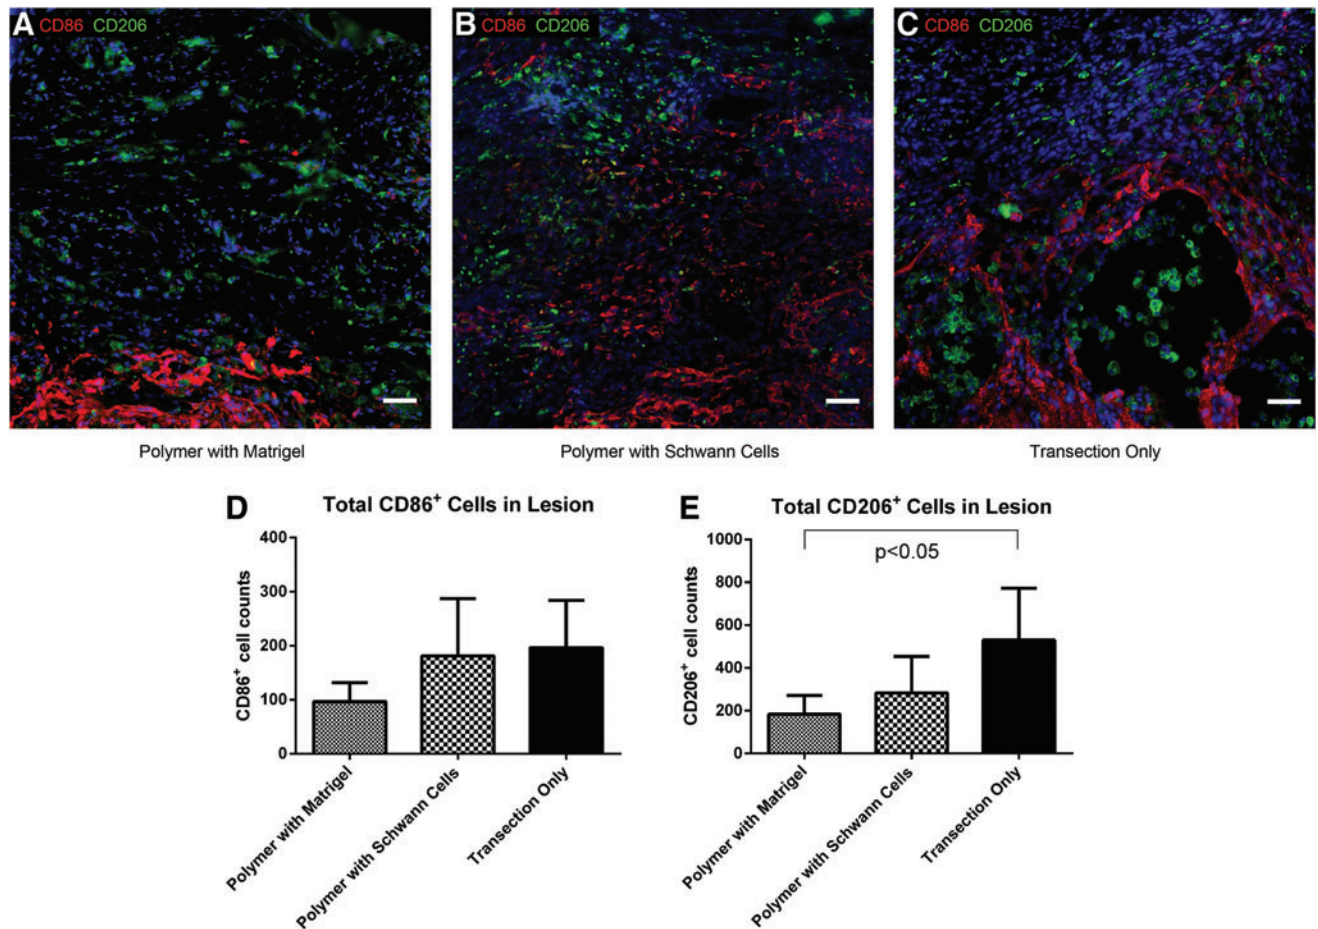 A CD86 CD206
B CD86 CD206
C CD86 CD206
Polymer with Matrigel
Polymer with Schwann Cells
Transection Only
D Total CD86⁺ Cells in Lesion
CD86⁺ cell counts
400
300
200
100
0
Polymer with Matrigel
Polymer with Schwann Cells
Transection Only
E Total CD206⁺ Cells in Lesion
p<0.05
CD206⁺ cell counts
1000
800
600
400
200
0
Polymer with Matrigel
Polymer with Schwann Cells
Transection Only